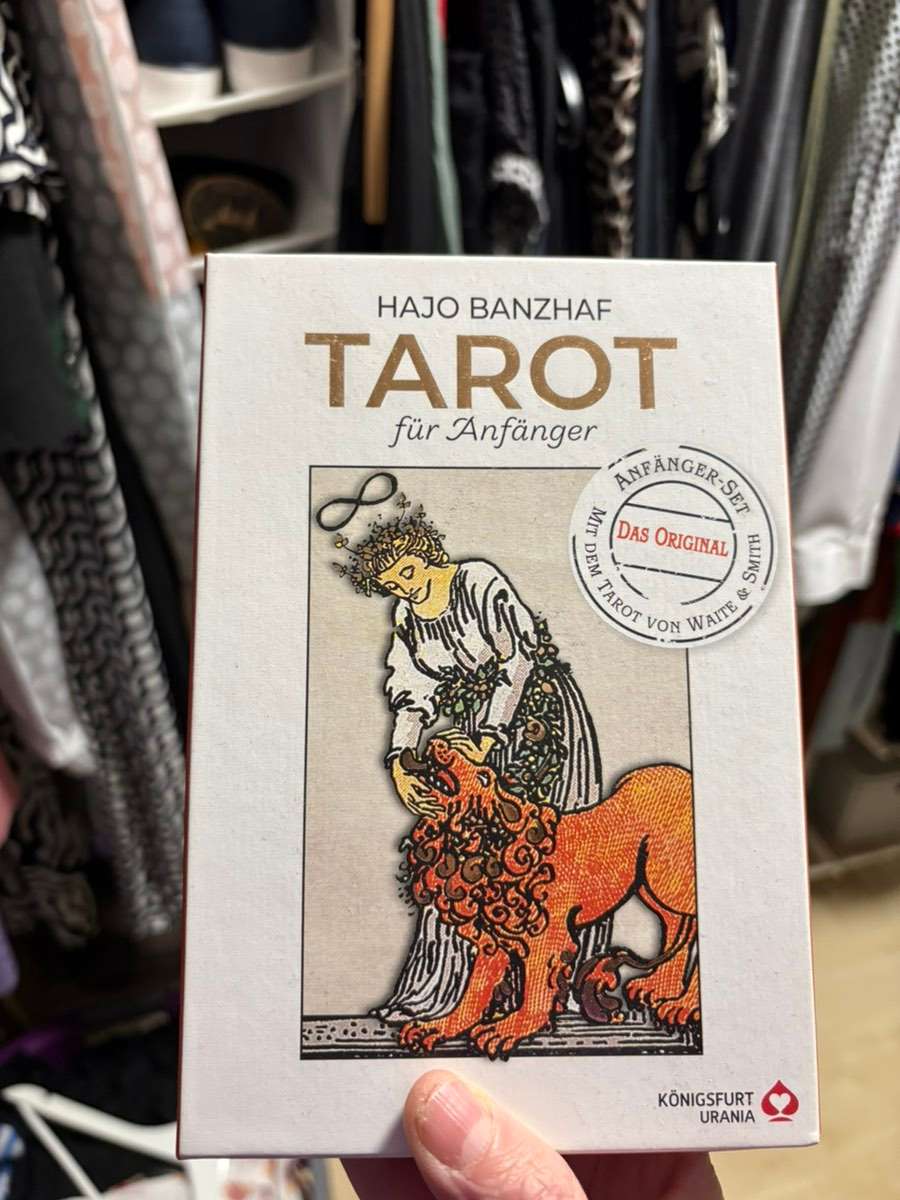 HAJO BANZHAF
TAROT
für Anfänger
ANFÄNGER-SET
DAS ORIGINAL
MIT DEM TAROT VON WAITE & SMITH
KÖNIGSFURT
URANIA